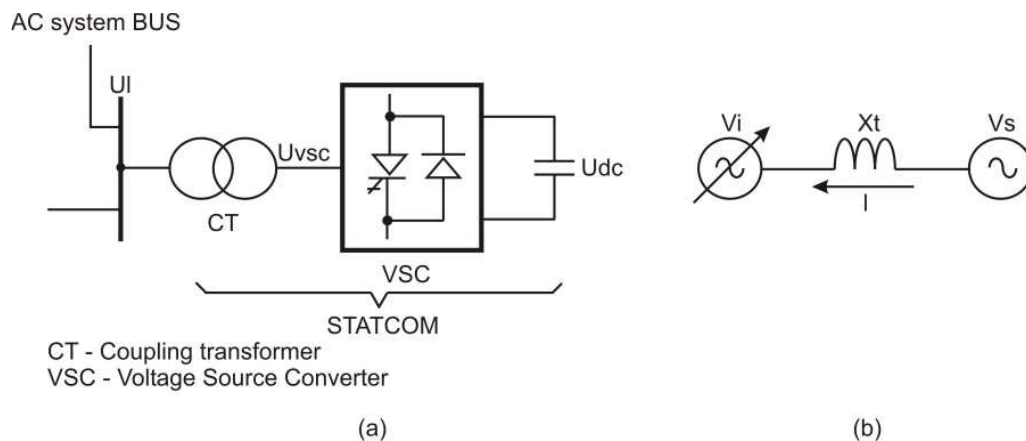 AC system BUS
Ul
Uvsc
CT
Udc
VSC
STATCOM
CT - Coupling transformer
VSC - Voltage Source Converter
(a)
Vi
Xt
Vs
I
(b)